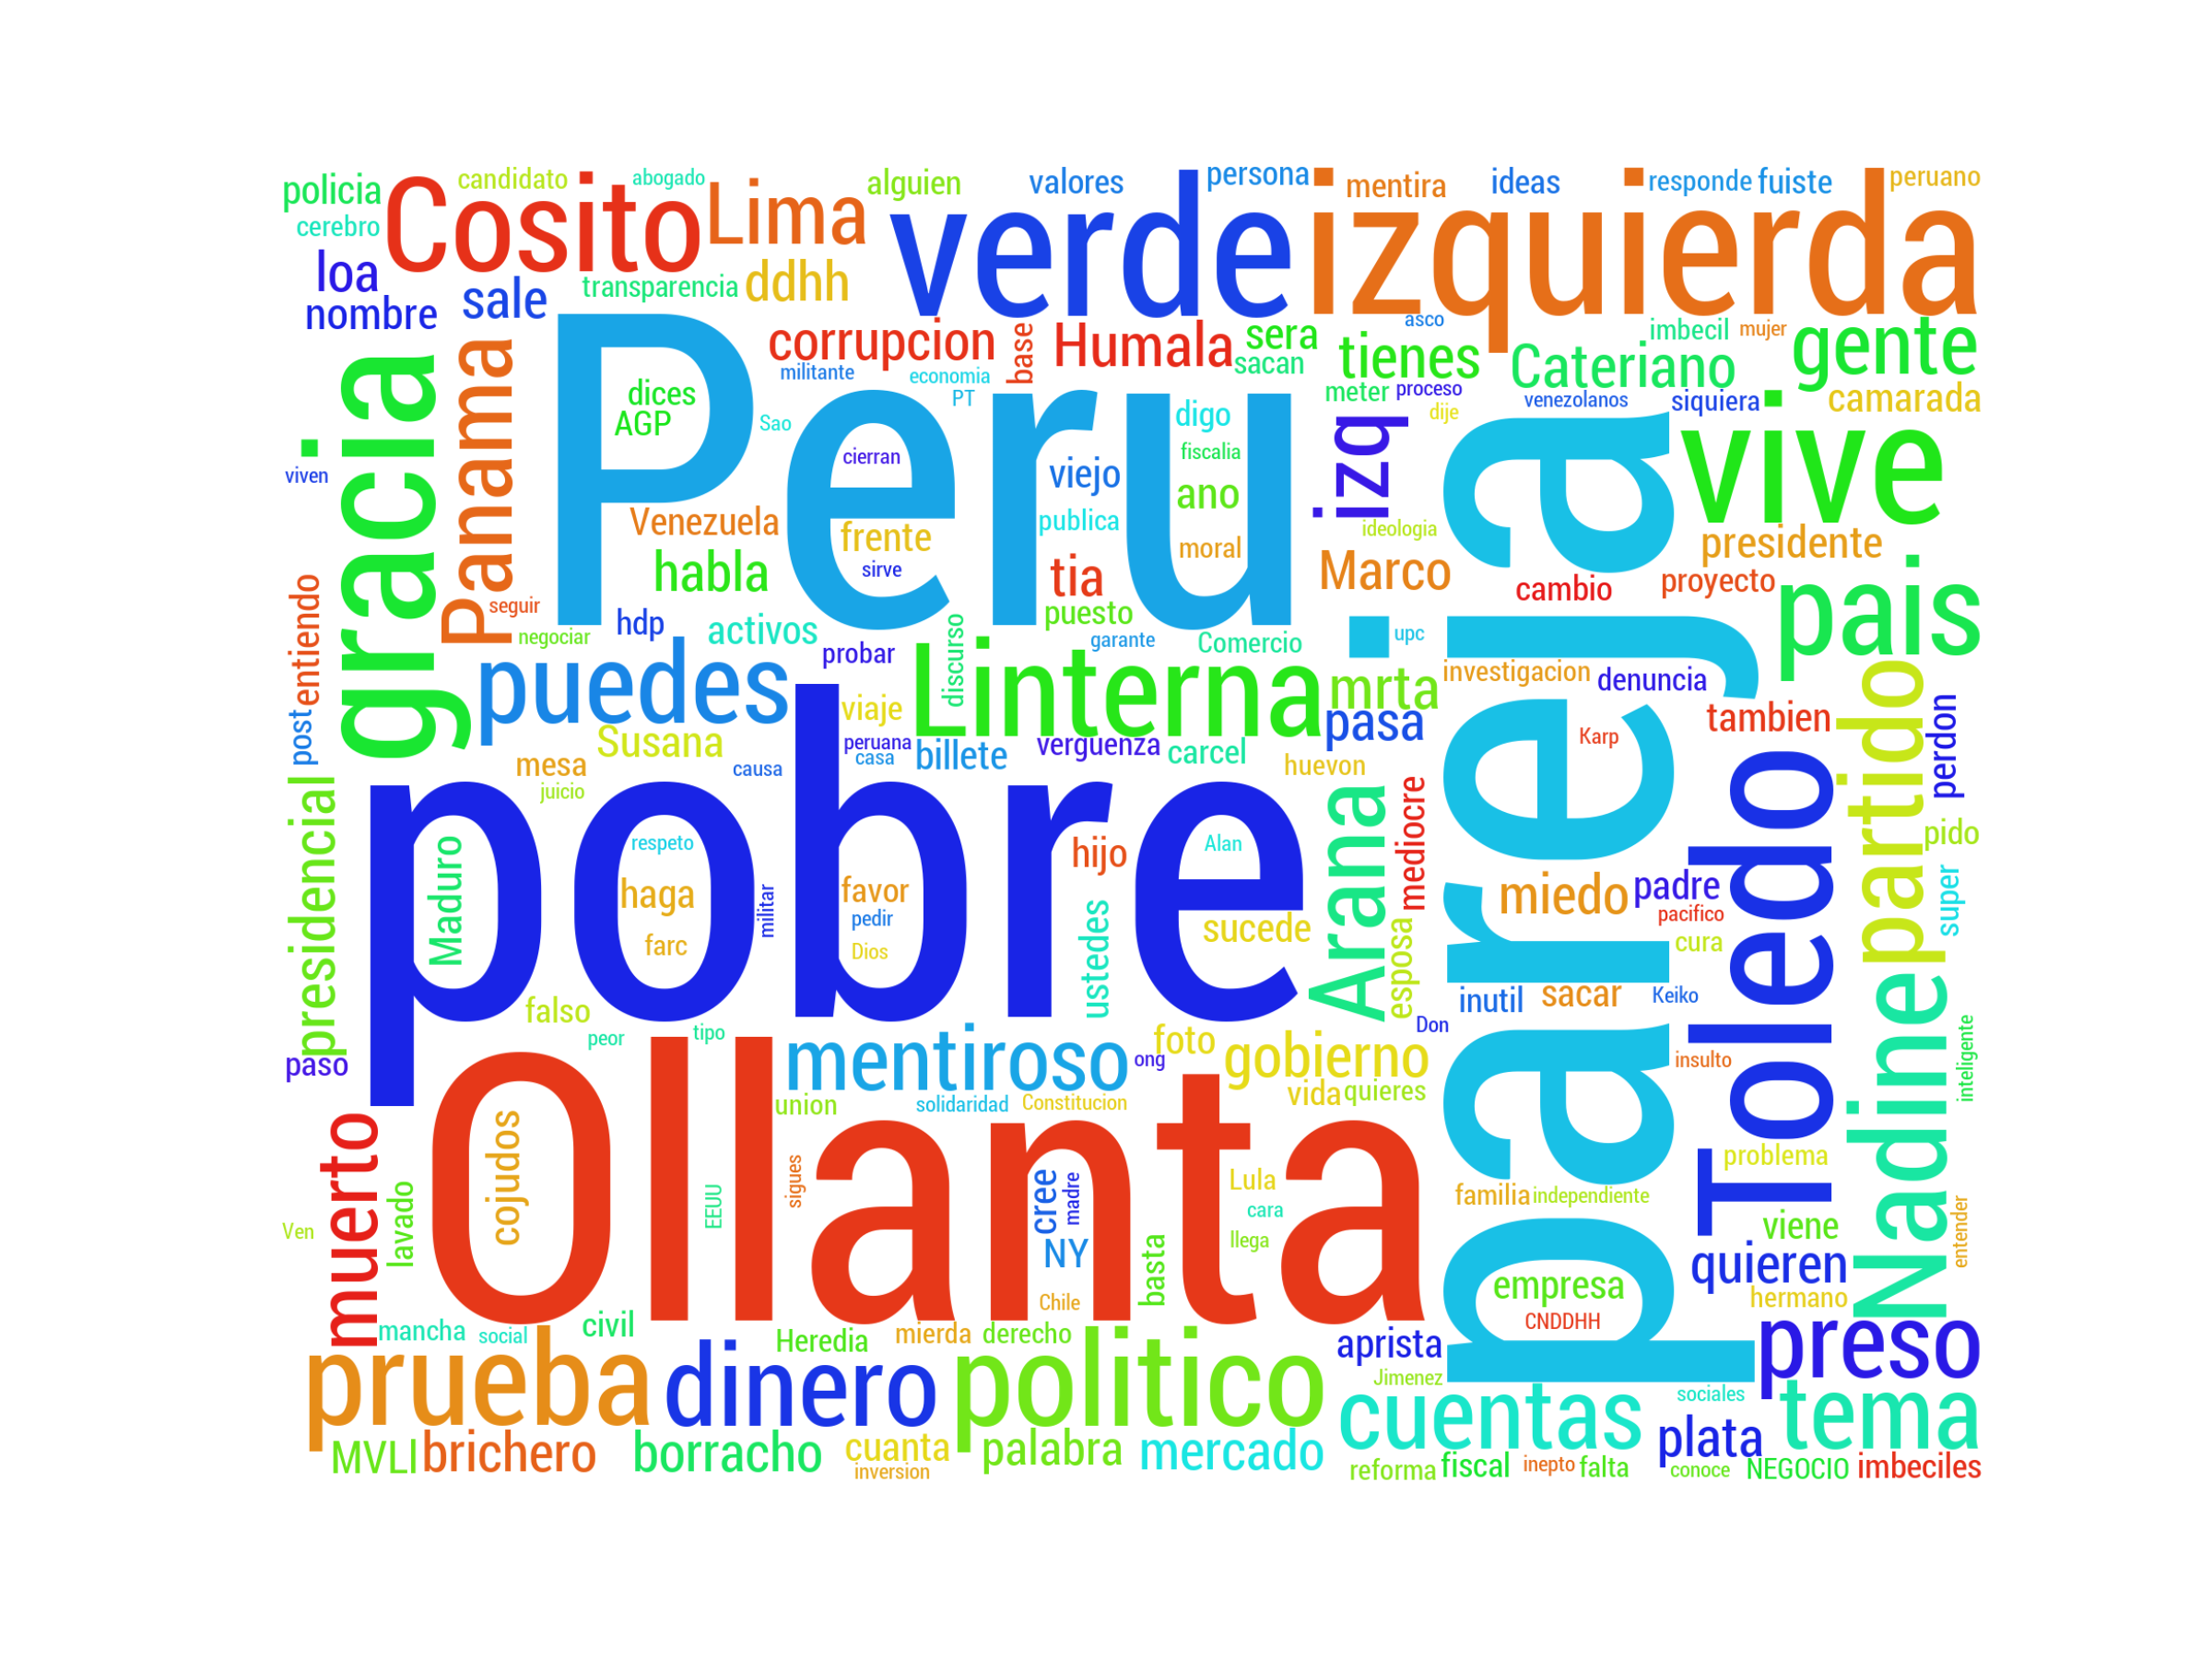 policia
candidato
abogado
alguien
valores
persona
mentira
ideas
responde
fuiste
peruano
cerebro
Cosito
Lima
verde
izquierda
loa
nombre
sale
transparencia
ddhh
corrupcion
base
Humala
sera
sacan
asco
imbecil
mujer
gente
tienes
Cateriano
militante
economia
PT
meter
proceso
venezolanos
siquiera
camarada
gracia
Panama
Peru
dices
AGP
Sao
cierran
viejo
digo
fiscalia
dije
izq
vive
viven
Venezuela
frente
publica
ano
ideologia
moral
habla
sirve
tia
Marco
presidente
cambio
proyecto
pais
entiendo
seguir
negociar
hdp
activos
probar
discurso
puesto
garante
Comercio
upc
pareja
investigacion
denuncia
puedes
Linterna
mrta
pasa
tambien
partido
perdon
post
viaje
Susana
peruana
casa
billete
verguenza
carcel
huevon
Karp
mesa
juicio
causa
presidencial
pobre
Maduro
respeto
haga
farc
militar
favor
pedir
Dios
hijo
ustedes
Alan
sucede
Arana
mediocre
esposa
miedo
padre
pacifico
cura
Toledo
pido
super
inutil
sacar
Keiko
Don
falso
peor
tipo
mentiroso
ong
foto
gobierno
insulto
Nadine
inteligente
paso
union
solidaridad
Constitucion
vida
quieres
muerto
lavado
cojudos
Ollanta
EEUU
sigues
cree
madre
NY
Chile
basta
Lula
cara
llega
familia
independiente
problema
viene
quieren
hermano
entender
Ven
empresa
CNDDHH
mancha
social
civil
Heredia
mierda
derecho
aprista
Jimenez
preso
prueba
dinero
politico
cuentas
sociales
tema
MVLI
brichero
borracho
cuanta
inversion
palabra
mercado
reforma
fiscal
inepto
falta
plata
conoce
NEGOCIO
imbeciles